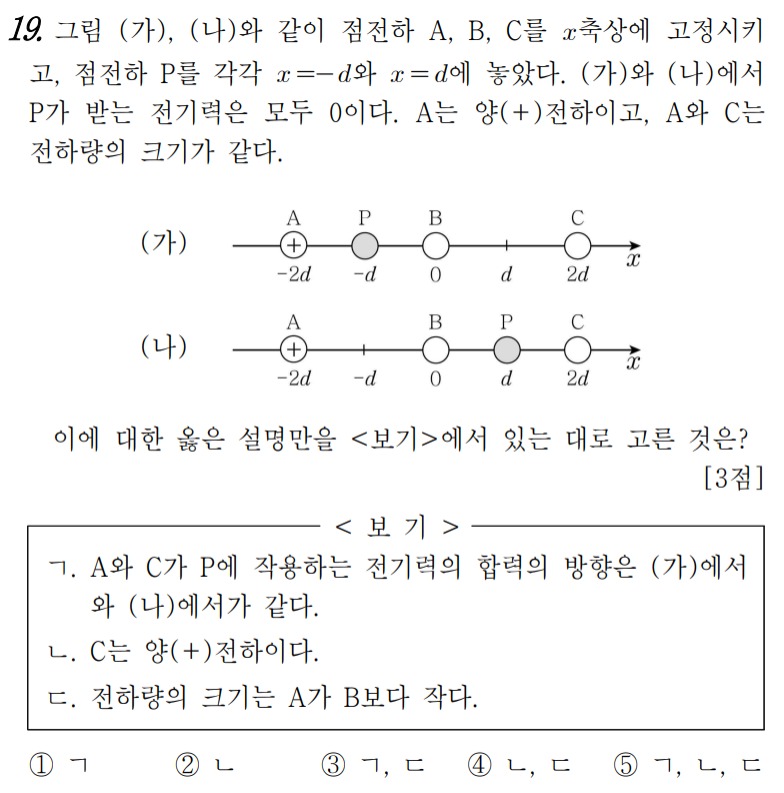 19. 그림 (가), (나)와 같이 점전하 A, B, C를 x축상에 고정시키
고, 점전하 P를 각각 x=−d와 x=d에 놓았다. (가)와 (나)에서
P가 받는 전기력은 모두 0이다. A는 양(+)전하이고, A와 C는
전하량의 크기가 같다.
A P B C
(가) +
-2d -d 0 d 2d x
A B P C
(나) +
-2d -d 0 d 2d x
이에 대한 옳은 설명만을 <보기>에서 있는 대로 고른 것은?
[3점]
< 보 기 >
ㄱ. A와 C가 P에 작용하는 전기력의 합력의 방향은 (가)에서
와 (나)에서가 같다.
ㄴ. C는 양(+)전하이다.
ㄷ. 전하량의 크기는 A가 B보다 작다.
① ㄱ ② ㄴ ③ ㄱ, ㄷ ④ ㄴ, ㄷ ⑤ ㄱ, ㄴ, ㄷ